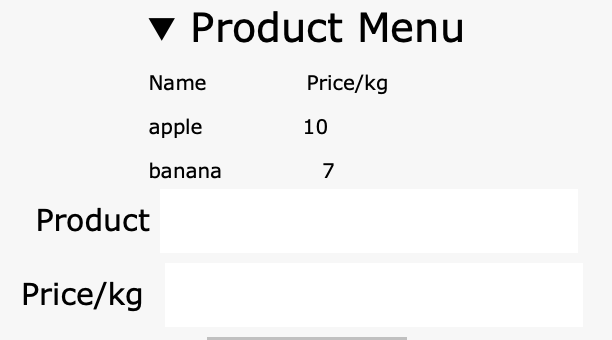 ▼ Product Menu
Name Price/kg
apple 10
banana 7
Product
Price/kg